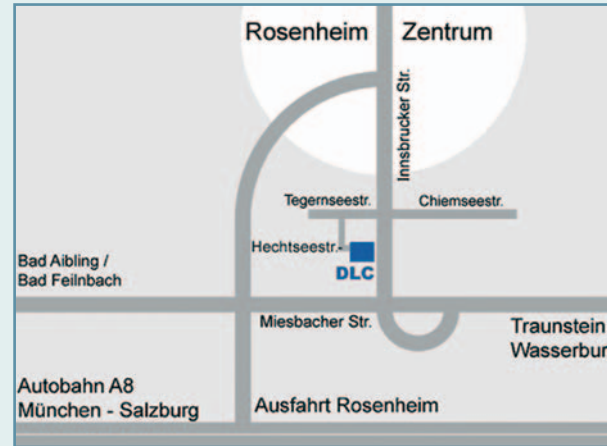 Rosenheim Zentrum
Innsbrucker Str.
Tegernseestr. Chiemseestr.
Hechtseestr.
DLC
Bad Aibling /
Bad Feilnbach
Miesbacher Str.
Traunstein
Wasserbur
Autobahn A8
München - Salzburg
Ausfahrt Rosenheim